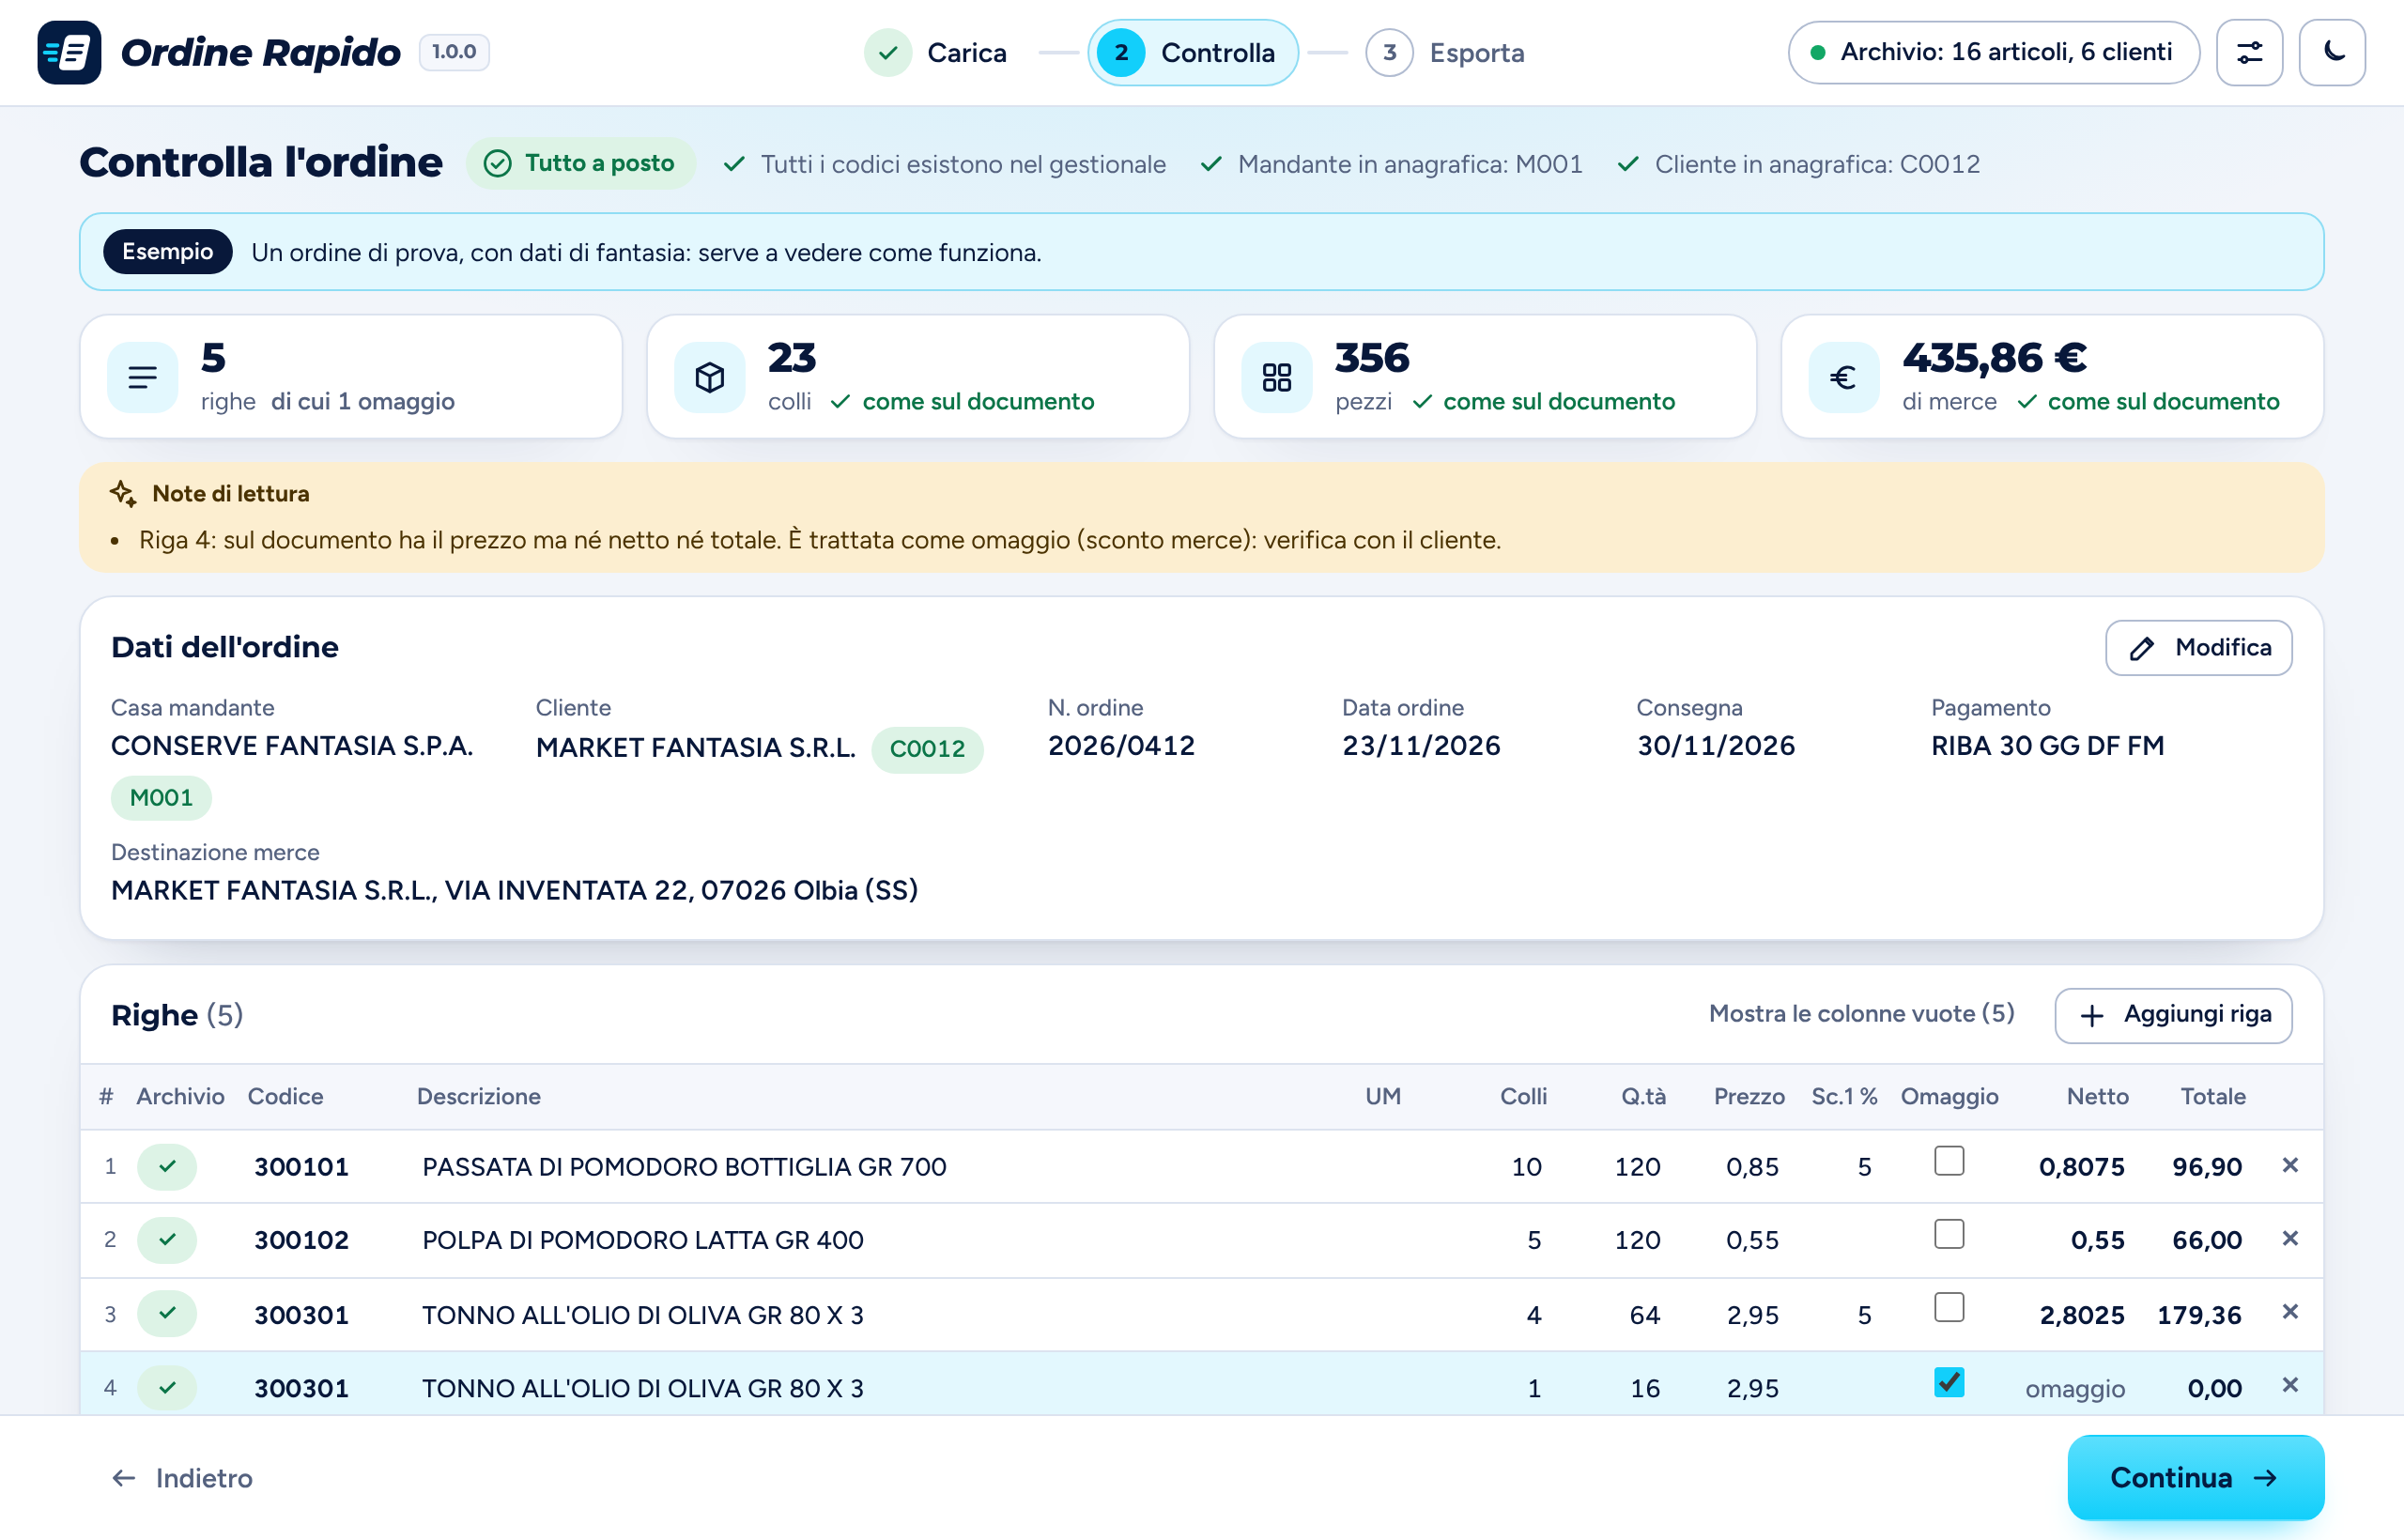 Ordine Rapido 1.0.0
Carica
2 Controlla
3 Esporta
Archivio: 16 articoli, 6 clienti
Controlla l'ordine
Tutto a posto
Tutti i codici esistono nel gestionale
Mandante in anagrafica: M001
Cliente in anagrafica: C0012
Esempio Un ordine di prova, con dati di fantasia: serve a vedere come funziona.
5
righe di cui 1 omaggio
23
colli come sul documento
356
pezzi come sul documento
435,86 €
di merce come sul documento
Note di lettura
• Riga 4: sul documento ha il prezzo ma né netto né totale. È trattata come omaggio (sconto merce): verifica con il cliente.
Dati dell'ordine
Modifica
Casa mandante
CONSERVE FANTASIA S.P.A.
M001
Cliente
MARKET FANTASIA S.R.L. C0012
N. ordine
2026/0412
Data ordine
23/11/2026
Consegna
30/11/2026
Pagamento
RIBA 30 GG DF FM
Destinazione merce
MARKET FANTASIA S.R.L., VIA INVENTATA 22, 07026 Olbia (SS)
Righe (5)
Mostra le colonne vuote (5)
Aggiungi riga
# Archivio Codice Descrizione UM Colli Q.tà Prezzo Sc.1 % Omaggio Netto Totale
1 300101 PASSATA DI POMODORO BOTTIGLIA GR 700 10 120 0,85 5 0,8075 96,90
2 300102 POLPA DI POMODORO LATTA GR 400 5 120 0,55 0,55 66,00
3 300301 TONNO ALL'OLIO DI OLIVA GR 80 X 3 4 64 2,95 5 2,8025 179,36
4 300301 TONNO ALL'OLIO DI OLIVA GR 80 X 3 1 16 2,95 omaggio 0,00
Indietro
Continua